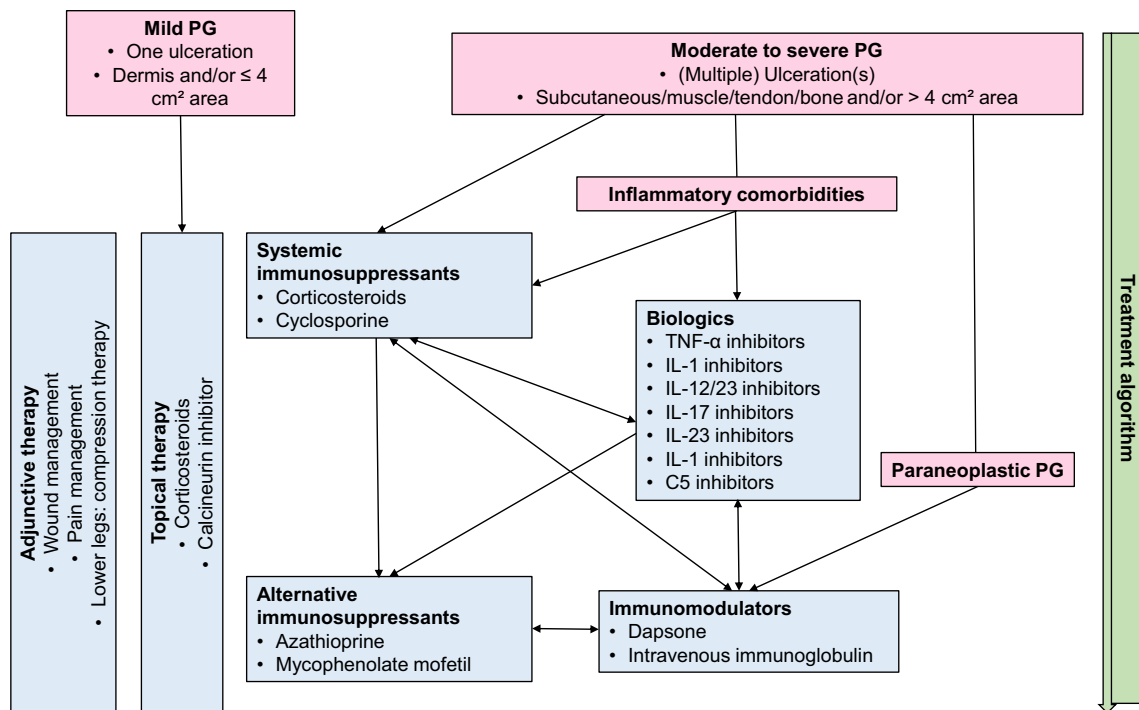 Mild PG
• One ulceration
• Dermis and/or ≤ 4
cm² area
Moderate to severe PG
• (Multiple) Ulceration(s)
• Subcutaneous/muscle/tendon/bone and/or > 4 cm² area
Inflammatory comorbidities
Systemic
immunosuppressants
• Corticosteroids
• Cyclosporine
Biologics
• TNF-α inhibitors
• IL-1 inhibitors
• IL-12/23 inhibitors
• IL-17 inhibitors
• IL-23 inhibitors
• IL-1 inhibitors
• C5 inhibitors
Paraneoplastic PG
Adjunctive therapy
• Wound management
• Pain management
• Lower legs: compression therapy
Topical therapy
• Corticosteroids
• Calcineurin inhibitor
Alternative
immunosuppressants
• Azathioprine
• Mycophenolate mofetil
Immunomodulators
• Dapsone
• Intravenous immunoglobulin
Treatment algorithm